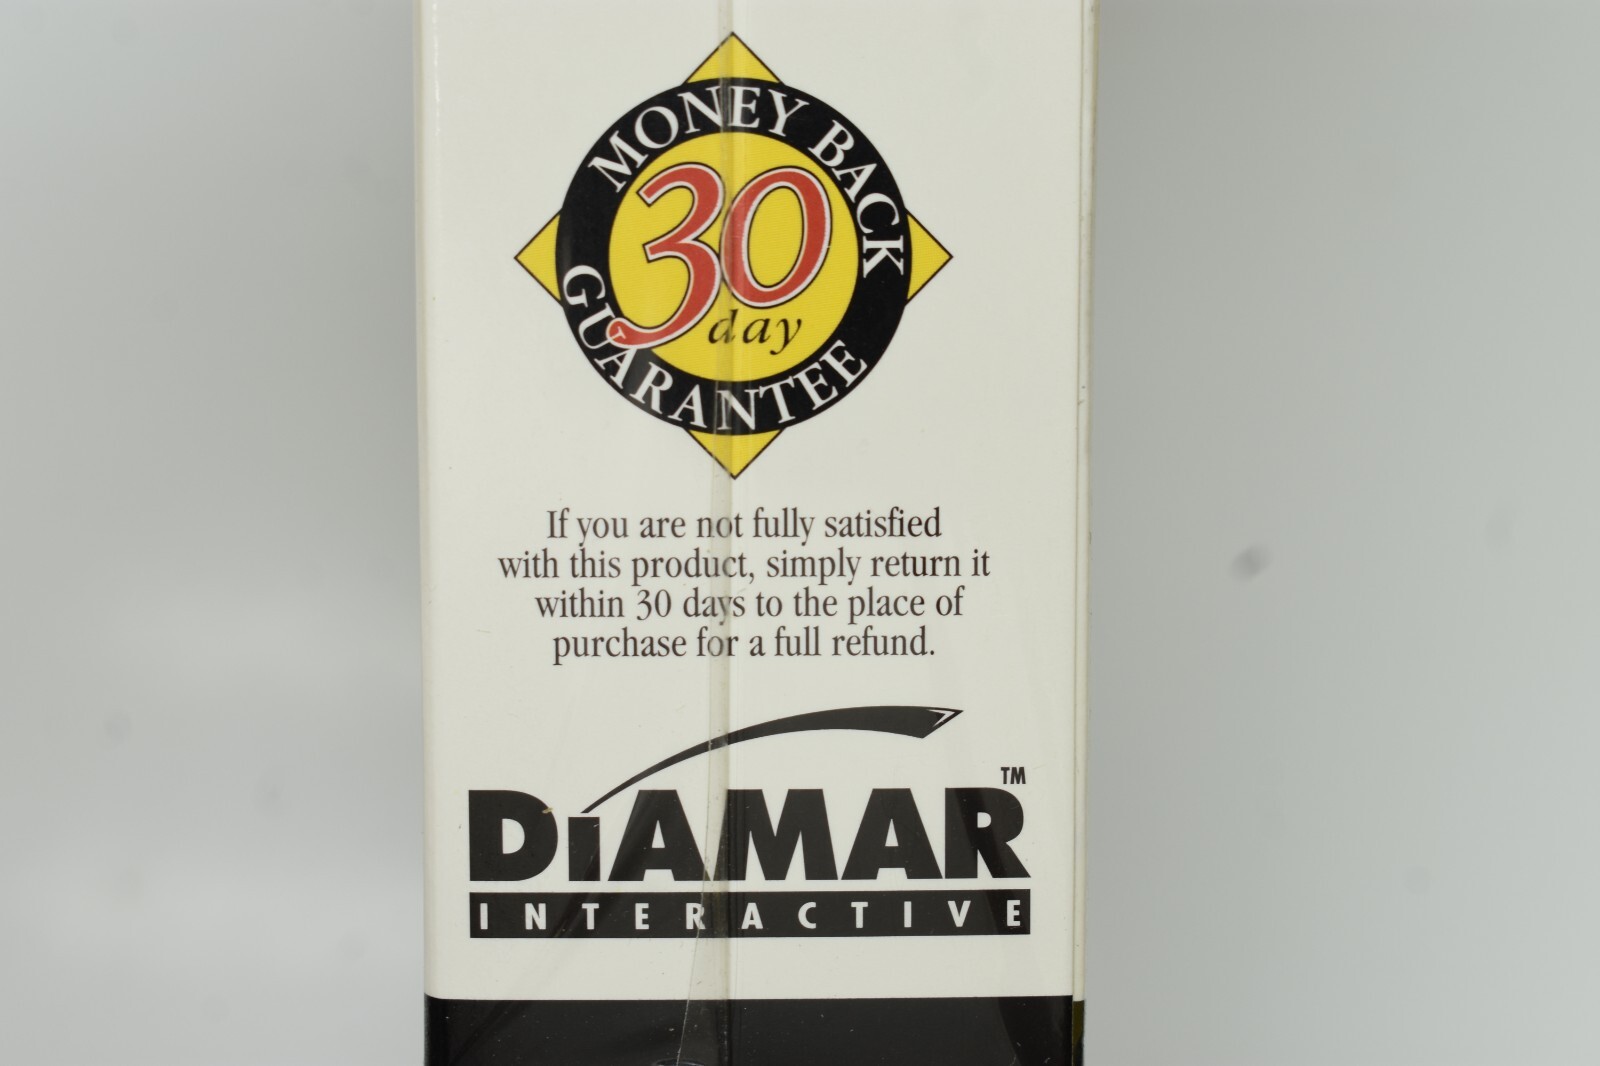 MONEY BACK
30
day
GUARANTEE
If you are not fully satisfied
with this product, simply return it
within 30 days to the place of
purchase for a full refund.
DiAMAR™
INTERACTIVE